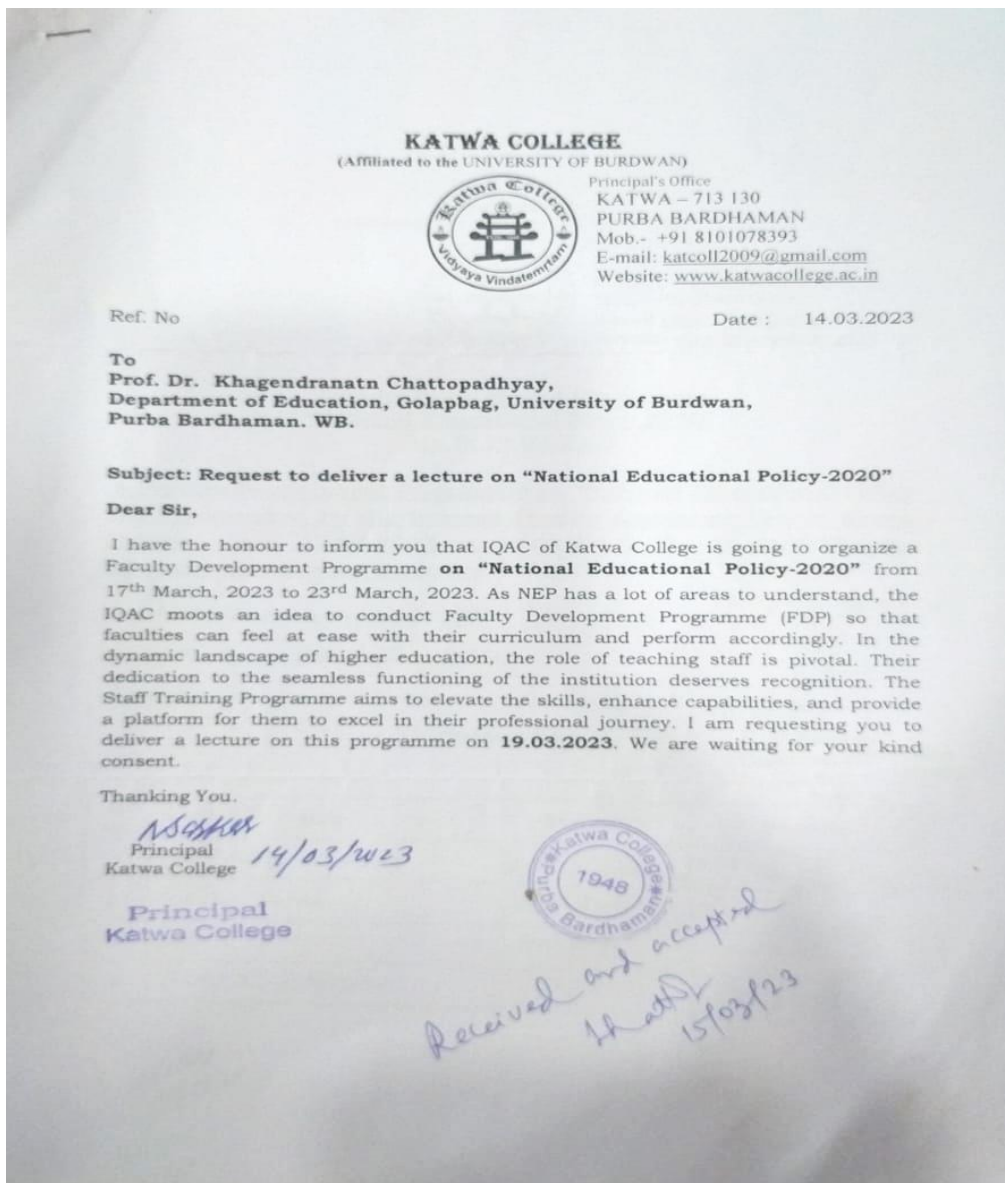 KATWA COLLEGE
(Affiliated to the UNIVERSITY OF BURDWAN)
Katwa College
Vidyaya Vindatemrtam
Principal's Office
KATWA – 713 130
PURBA BARDHAMAN
Mob.- +91 8101078393
E-mail: katcoll2009@gmail.com
Website: www.katwacollege.ac.in
Ref. No
Date : 14.03.2023
To
Prof. Dr. Khagendranatn Chattopadhyay,
Department of Education, Golapbag, University of Burdwan,
Purba Bardhaman. WB.
Subject: Request to deliver a lecture on “National Educational Policy-2020”
Dear Sir,
I have the honour to inform you that IQAC of Katwa College is going to organize a
Faculty Development Programme on “National Educational Policy-2020” from
17th March, 2023 to 23rd March, 2023. As NEP has a lot of areas to understand, the
IQAC moots an idea to conduct Faculty Development Programme (FDP) so that
faculties can feel at ease with their curriculum and perform accordingly. In the
dynamic landscape of higher education, the role of teaching staff is pivotal. Their
dedication to the seamless functioning of the institution deserves recognition. The
Staff Training Programme aims to elevate the skills, enhance capabilities, and provide
a platform for them to excel in their professional journey. I am requesting you to
deliver a lecture on this programme on 19.03.2023. We are waiting for your kind
consent.
Thanking You.
Principal
Katwa College
14/03/2023
Principal
Katwa College
Katwa College
1948
Purba Bardhaman
Received and accepted
15/03/23